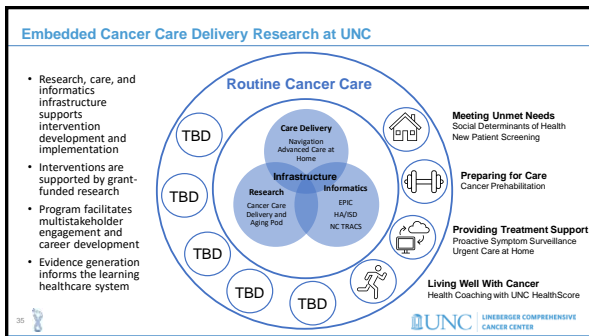 Embedded Cancer Care Delivery Research at UNC
• Research, care, and
informatics
infrastructure
supports
intervention
development and
implementation
• Interventions are
supported by grant-
funded research
• Program facilitates
multistakeholder
engagement and
career development
• Evidence generation
informs the learning
healthcare system
Routine Cancer Care
TBD
TBD
TBD
TBD
TBD
Care Delivery
Navigation
Advanced Care at
Home
Infrastructure
Research
Cancer Care
Delivery and
Aging Pod
Informatics
EPIC
HA/ISD
NC TRACS
Meeting Unmet Needs
Social Determinants of Health
New Patient Screening
Preparing for Care
Cancer Prehabilitation
Providing Treatment Support
Proactive Symptom Surveillance
Urgent Care at Home
Living Well With Cancer
Health Coaching with UNC HealthScore
35
UNC
LINEBERGER COMPREHENSIVE
CANCER CENTER